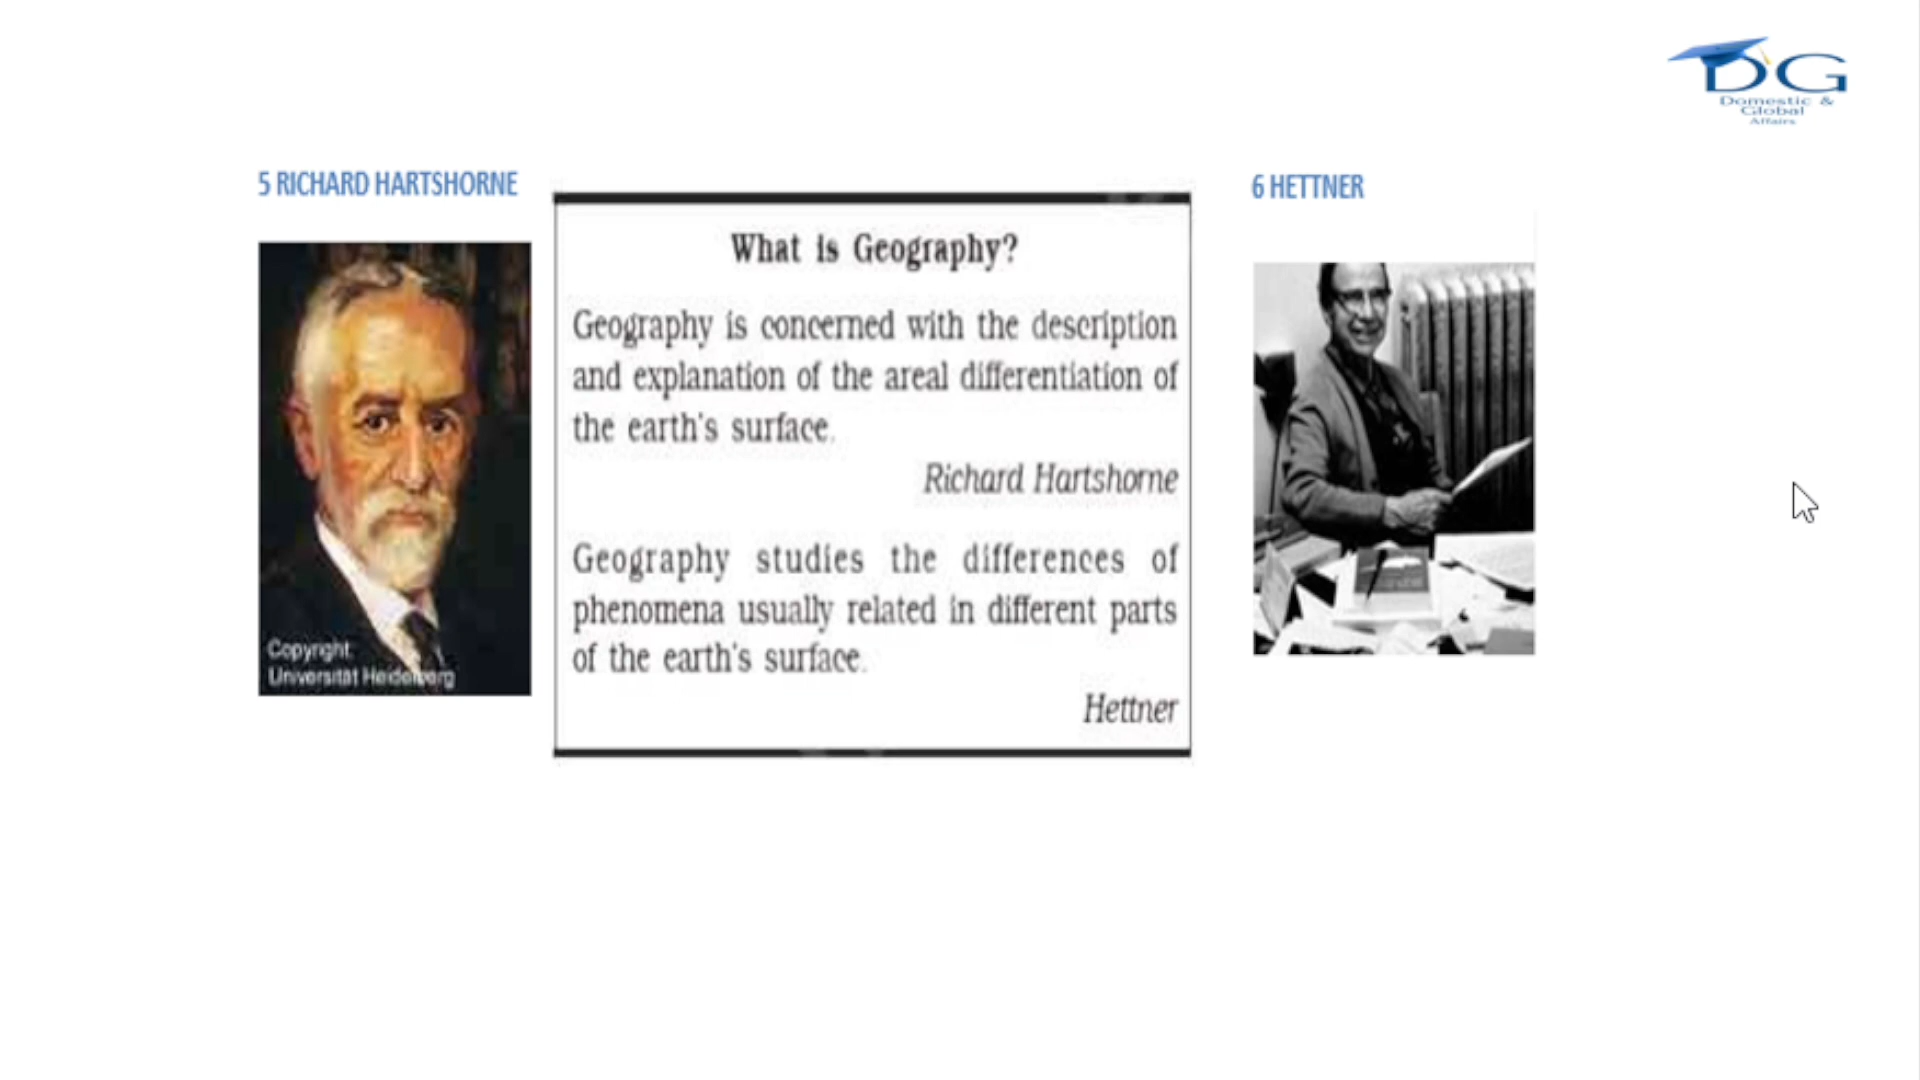 DG
Domestic &
Global
Affairs
5 RICHARD HARTSHORNE
6 HETTNER
What is Geography?
Geography is concerned with the description
and explanation of the areal differentiation of
the earth's surface.
Richard Hartshorne
Geography studies the differences of
phenomena usually related in different parts
of the earth's surface.
Hettner
Copyright
Universität Heidelberg